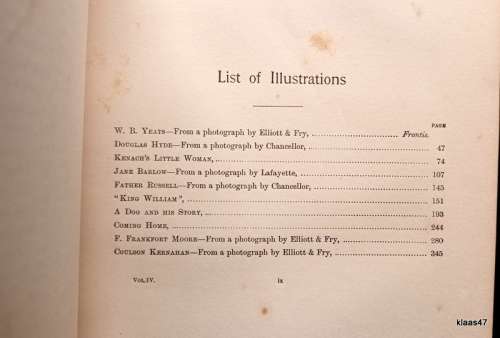 List of Illustrations
PAGE
W. B. YEATS—From a photograph by Elliott & Fry, Frontis.
DOUGLAS HYDE—From a photograph by Chancellor, 47
KENACH'S LITTLE WOMAN, 74
JANE BARLOW—From a photograph by Lafayette, 107
FATHER RUSSELL—From a photograph by Chancellor, 145
"KING WILLIAM", 151
A DOG AND HIS STORY, 193
COMING HOME, 244
F. FRANKFORT MOORE—From a photograph by Elliott & Fry, 280
COULSON KERNAHAN—From a photograph by Elliott & Fry, 345
VOL. IV. ix
klaas47